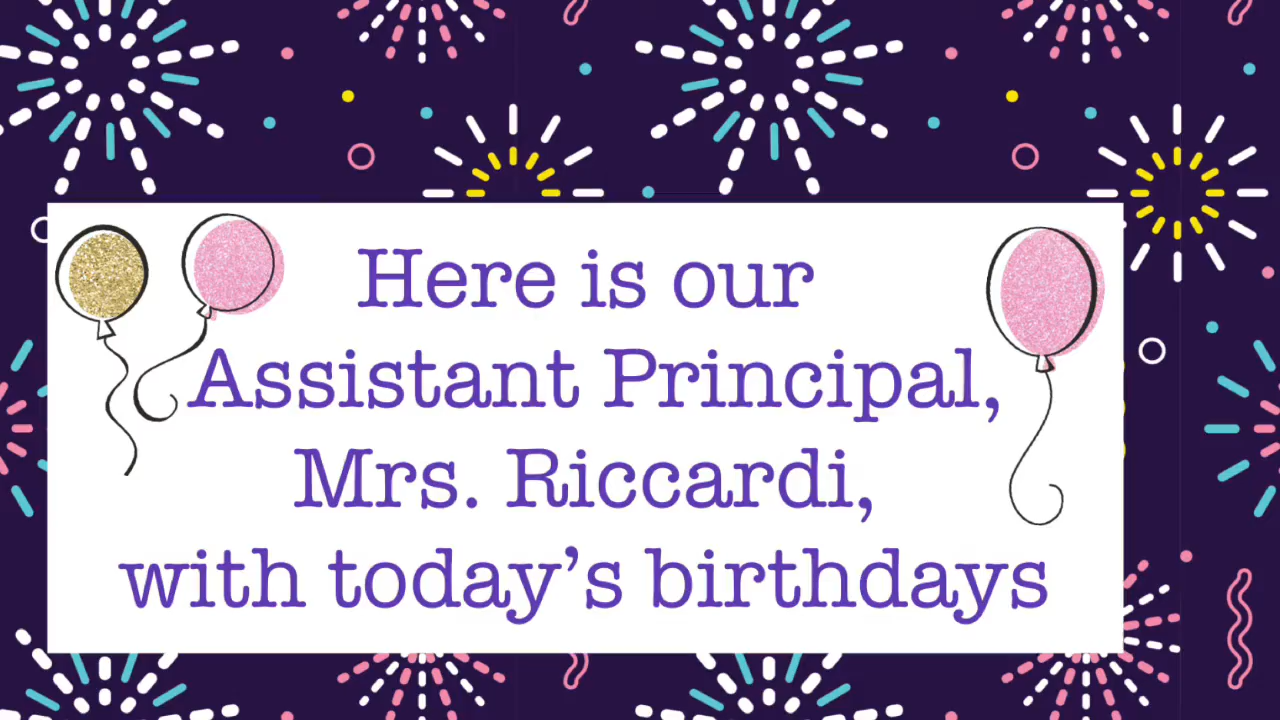 Here is our
Assistant Principal,
Mrs. Riccardi,
with today’s birthdays